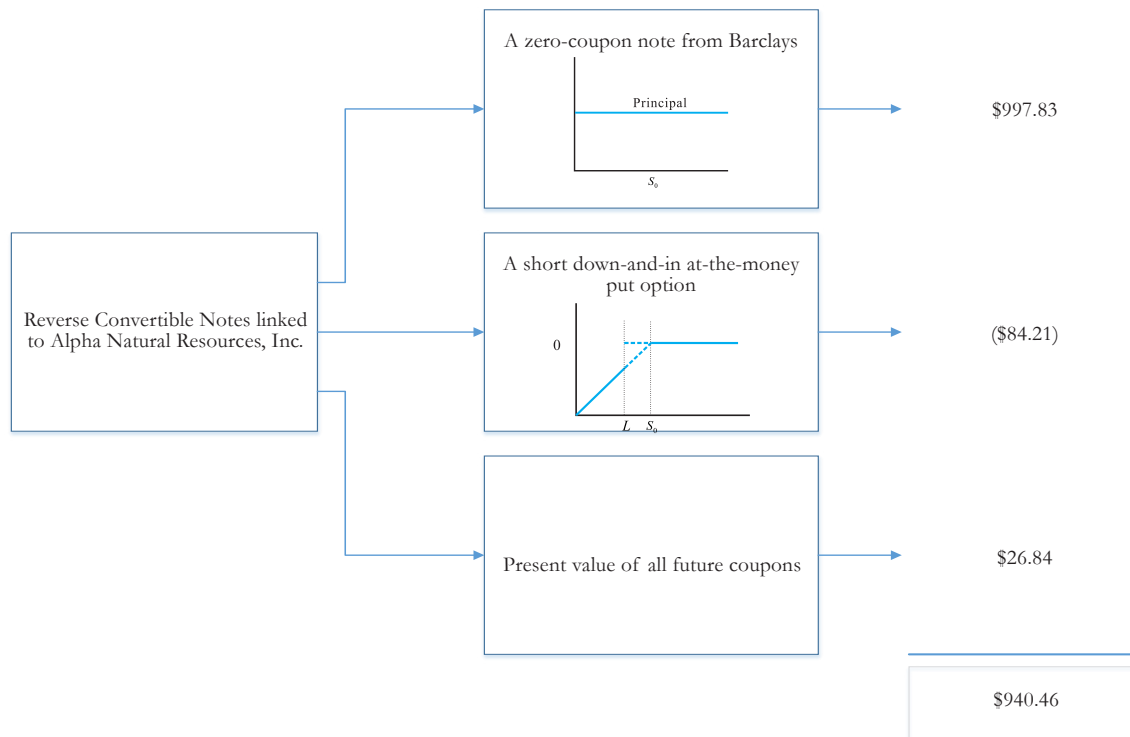 A zero-coupon note from Barclays
Principal
S₀
$997.83
Reverse Convertible Notes linked
to Alpha Natural Resources, Inc.
A short down-and-in at-the-money
put option
0
L S₀
($84.21)
Present value of all future coupons
$26.84
$940.46